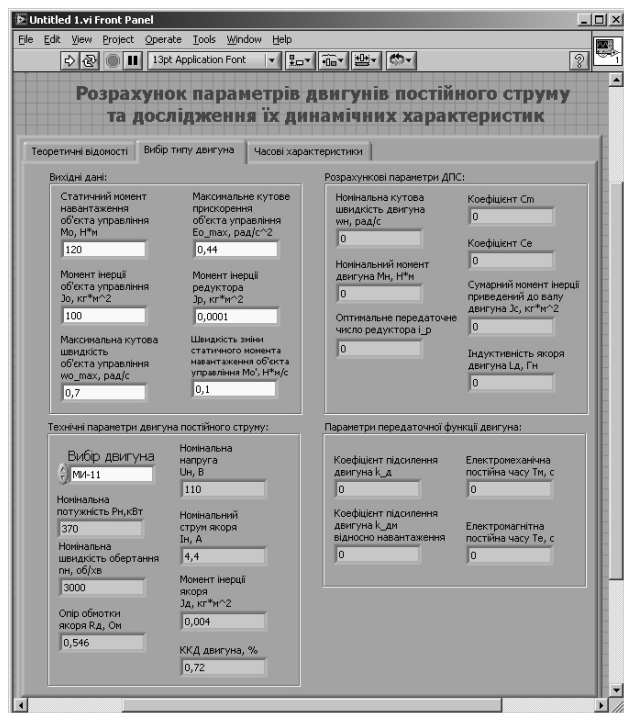 Untitled 1.vi Front Panel
File Edit View Project Operate Tools Window Help
13pt Application Font
1
Розрахунок параметрів двигунів постійного струму
та дослідження їх динамічних характеристик
Теоретичні відомості
Вибір типу двигуна
Часові характеристики
Вихідні дані:
Статичний момент
навантаження
об'єкта управління
Mo, Н*м
120
Максимальне кутове
прискорення
об'єкта управління
Eo_max, рад/с^2
0,44
Момент інерції
об'єкта управління
Jo, кг*м^2
100
Момент інерції
редуктора
Jp, кг*м^2
0,0001
Максимальна кутова
швидкість
об'єкта управління
wo_max, рад/с
0,7
Швидкість зміни
статичного момента
навантаження об'єкта
управління Mo', Н*м/с
0,1
Розрахункові параметри ДПС:
Номінальна кутова
швидкість двигуна
wн, рад/с
0
Коефіцієнт Cm
0
Номінальний момент
двигуна Мн, Н*м
0
Коефіцієнт Ce
0
Оптимальне передаточне
число редуктора i_p
0
Сумарний момент інерції
приведений до валу
двигуна Jc, кг*м^2
0
Індуктивність якоря
двигуна Lд, Гн
0
Технічні параметри двигуна постійного струму:
Вибір двигуна
МИ-11
Номінальна
напруга
Uн, В
110
Номінальна
потужність Рн,кВт
370
Номінальний
струм якоря
Iн, А
4,4
Номінальна
швидкість обертання
nн, об/хв
3000
Момент інерції
якоря
Jд, кг*м^2
0,004
Опір обмотки
якоря Rд, Ом
0,546
ККД двигуна, %
0,72
Параметри передаточної функції двигуна:
Коефіцієнт підсилення
двигуна k_д
0
Електромеханічна
постійна часу Тм, с
0
Коефіцієнт підсилення
двигуна k_дм
відносно навантаження
0
Електромагнітна
постійна часу Те, с
0